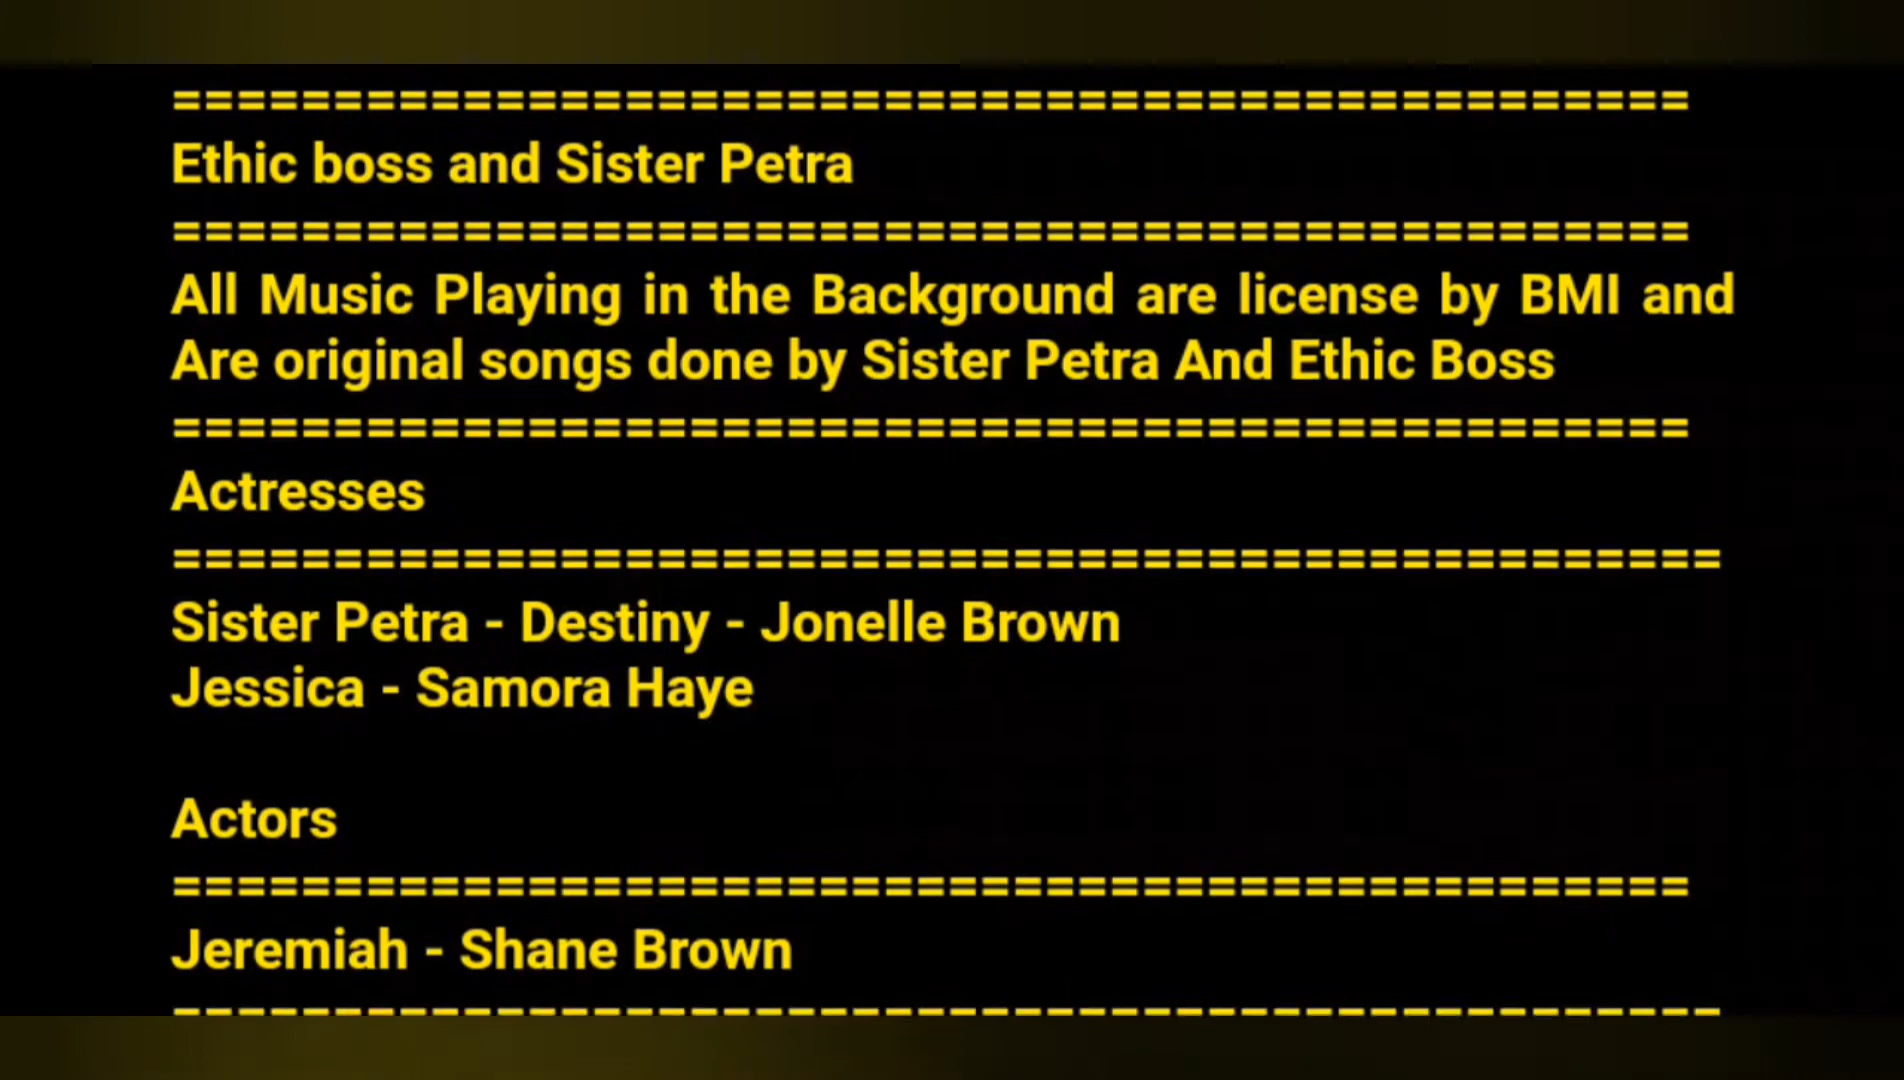 ===============================================
Ethic boss and Sister Petra
===============================================
All Music Playing in the Background are license by BMI and
Are original songs done by Sister Petra And Ethic Boss
===============================================
Actresses
================================================
Sister Petra - Destiny - Jonelle Brown
Jessica - Samora Haye
Actors
===============================================
Jeremiah - Shane Brown
================================================